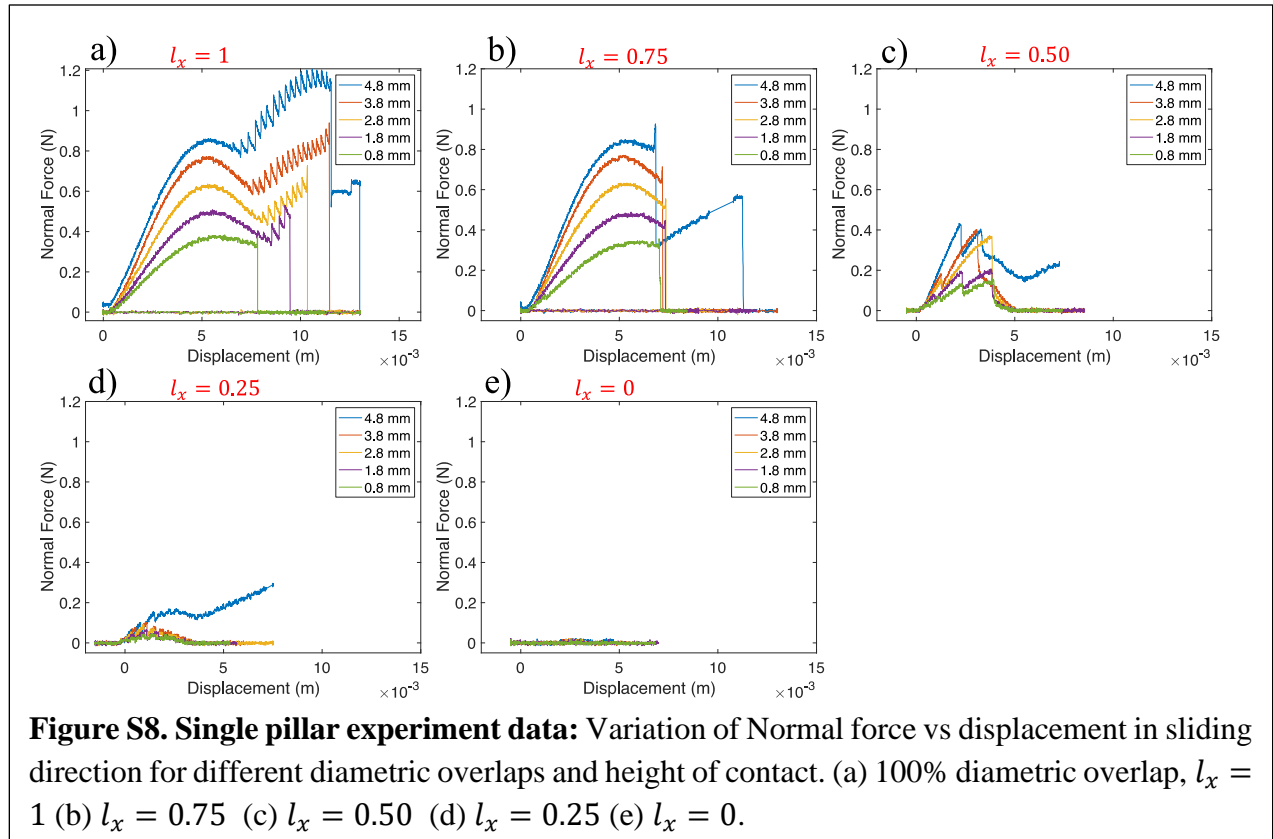 a)
l_x = 1
1.2
1
0.8
0.6
0.4
0.2
0
Normal Force (N)
4.8 mm
3.8 mm
2.8 mm
1.8 mm
0.8 mm
0
5
10
15
Displacement (m)
×10⁻³
b)
l_x = 0.75
1.2
1
0.8
0.6
0.4
0.2
0
Normal Force (N)
4.8 mm
3.8 mm
2.8 mm
1.8 mm
0.8 mm
0
5
10
15
Displacement (m)
×10⁻³
c)
l_x = 0.50
1.2
1
0.8
0.6
0.4
0.2
0
Normal Force (N)
4.8 mm
3.8 mm
2.8 mm
1.8 mm
0.8 mm
0
5
10
15
Displacement (m)
×10⁻³
d)
l_x = 0.25
1.2
1
0.8
0.6
0.4
0.2
0
Normal Force (N)
4.8 mm
3.8 mm
2.8 mm
1.8 mm
0.8 mm
0
5
10
15
Displacement (m)
×10⁻³
e)
l_x = 0
1.2
1
0.8
0.6
0.4
0.2
0
Normal Force (N)
4.8 mm
3.8 mm
2.8 mm
1.8 mm
0.8 mm
0
5
10
15
Displacement (m)
×10⁻³
Figure S8. Single pillar experiment data: Variation of Normal force vs displacement in sliding
direction for different diametric overlaps and height of contact. (a) 100% diametric overlap, l_x =
1 (b) l_x = 0.75 (c) l_x = 0.50 (d) l_x = 0.25 (e) l_x = 0.